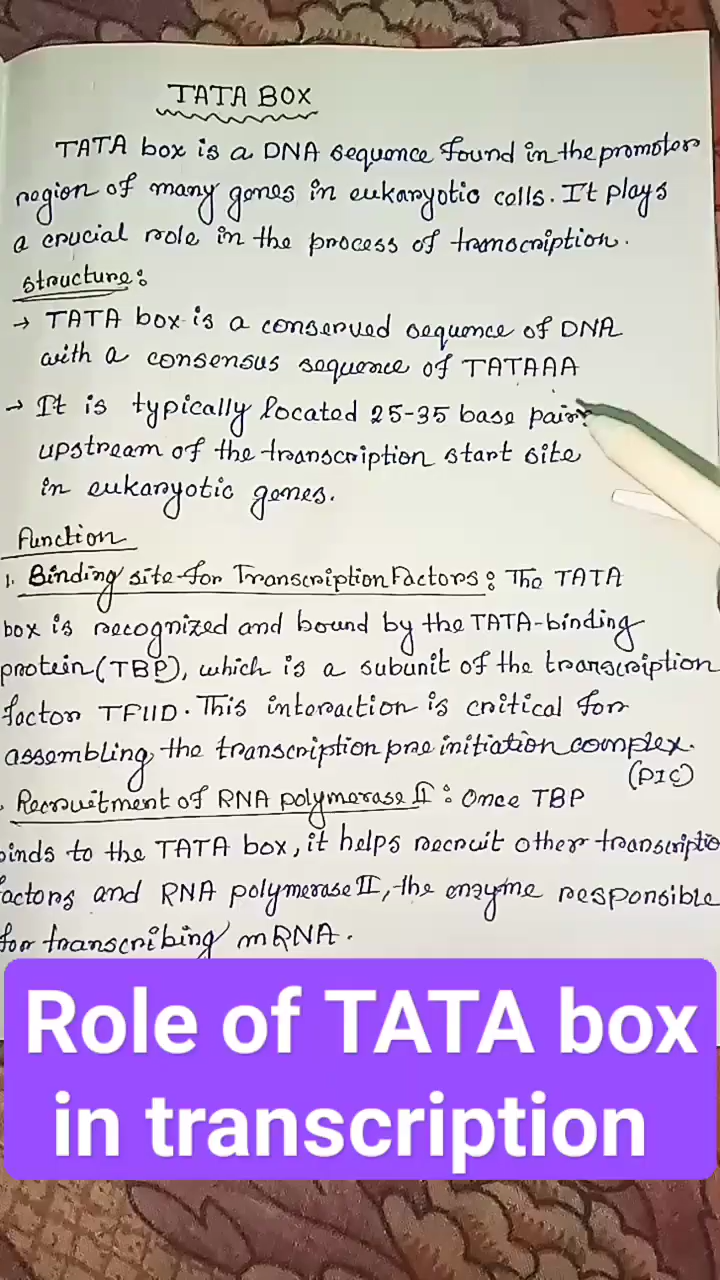 TATA BOX
TATA box is a DNA sequence found in the promoter
region of many genes in eukaryotic cells. It plays
a crucial role in the process of transcription.
Structure:
→ TATA box is a conserved sequence of DNA
with a consensus sequence of TATAAA
→ It is typically located 25-35 base pairs
upstream of the transcription start site
in eukaryotic genes.
Function
1. Binding site for Transcription Factors: The TATA
box is recognized and bound by the TATA-binding
protein (TBP), which is a subunit of the transcription
factor TFIID. This interaction is critical for
assembling the transcription pre initiation complex.
(PIC)
. Recruitment of RNA polymerase II: Once TBP
binds to the TATA box, it helps recruit other transcriptio
factors and RNA polymerase II, the enzyme responsible
for transcribing mRNA.
Role of TATA box
in transcription